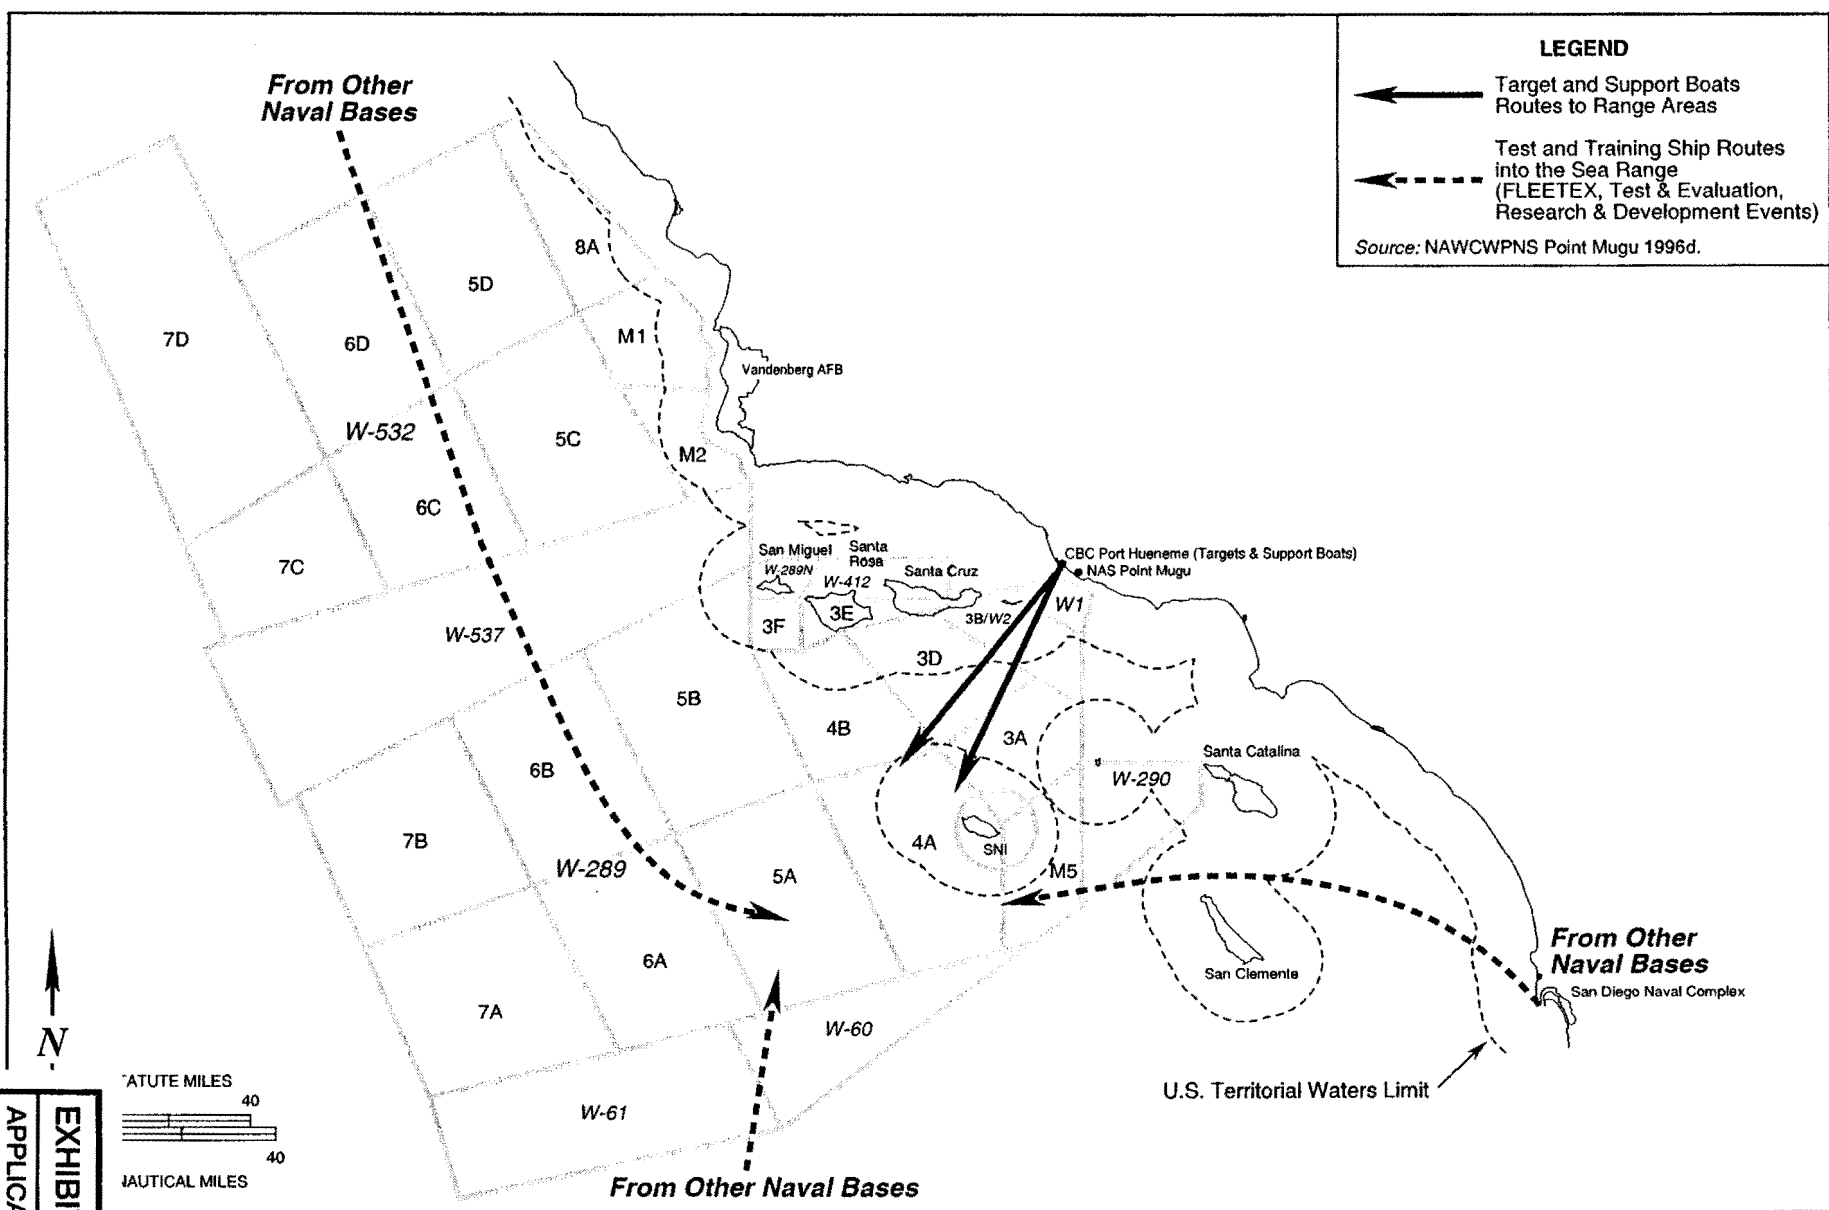 LEGEND
Target and Support Boats
Routes to Range Areas
Test and Training Ship Routes
into the Sea Range
(FLEETEX, Test & Evaluation,
Research & Development Events)
Source: NAWCWPNS Point Mugu 1996d.
From Other
Naval Bases
8A
5D
7D
6D
M1
Vandenberg AFB
W-532
5C
M2
6C
7C
San Miguel
Santa
Rosa
W-289N
W-412
Santa Cruz
CBC Port Hueneme (Targets & Support Boats)
NAS Point Mugu
W1
3F
3E
3B/W2
W-537
3D
5B
4B
3A
Santa Catalina
W-290
6B
7B
W-289
4A
SNI
M5
5A
6A
From Other
Naval Bases
San Clemente
San Diego Naval Complex
7A
W-60
N
U.S. Territorial Waters Limit
W-61
ATUTE MILES
40
40
NAUTICAL MILES
From Other Naval Bases
EXHIBI
APPLICA